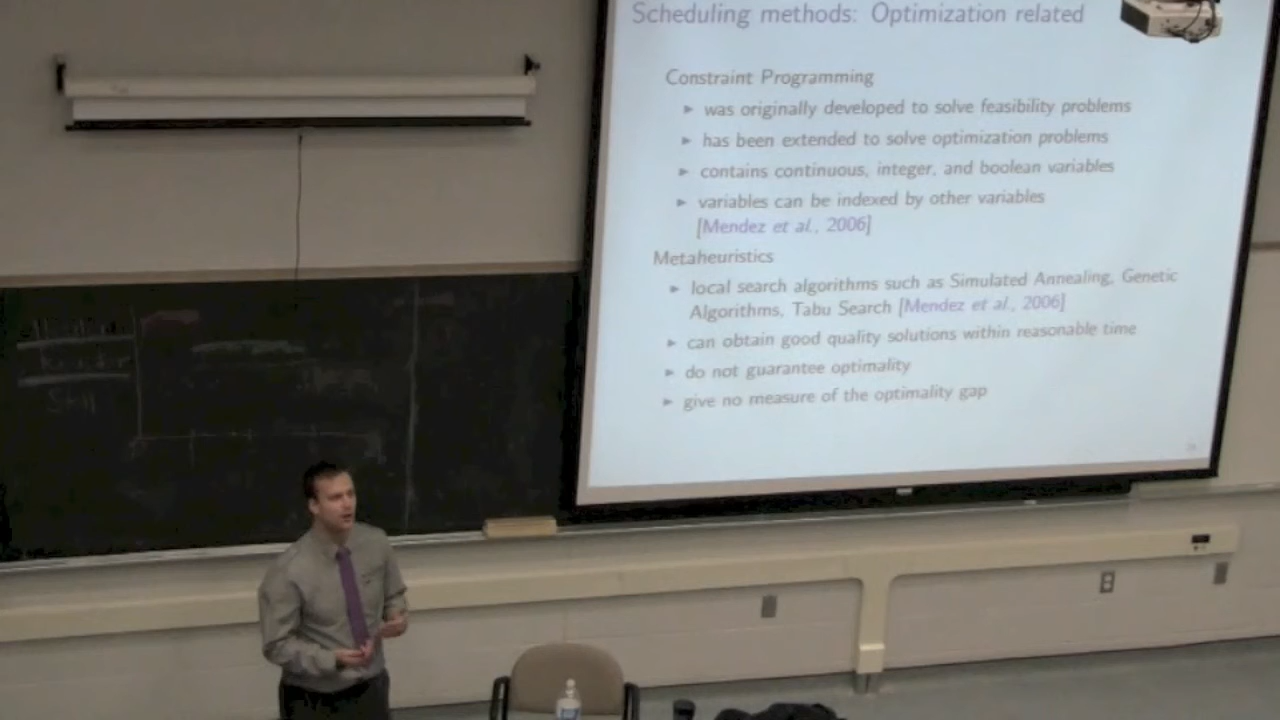 Scheduling methods: Optimization related
Constraint Programming
► was originally developed to solve feasibility problems
► has been extended to solve optimization problems
► contains continuous, integer, and boolean variables
► variables can be indexed by other variables
[Mendez et al., 2006]
Metaheuristics
► local search algorithms such as Simulated Annealing, Genetic
Algorithms, Tabu Search [Mendez et al., 2006]
► can obtain good quality solutions within reasonable time
► do not guarantee optimality
► give no measure of the optimality gap